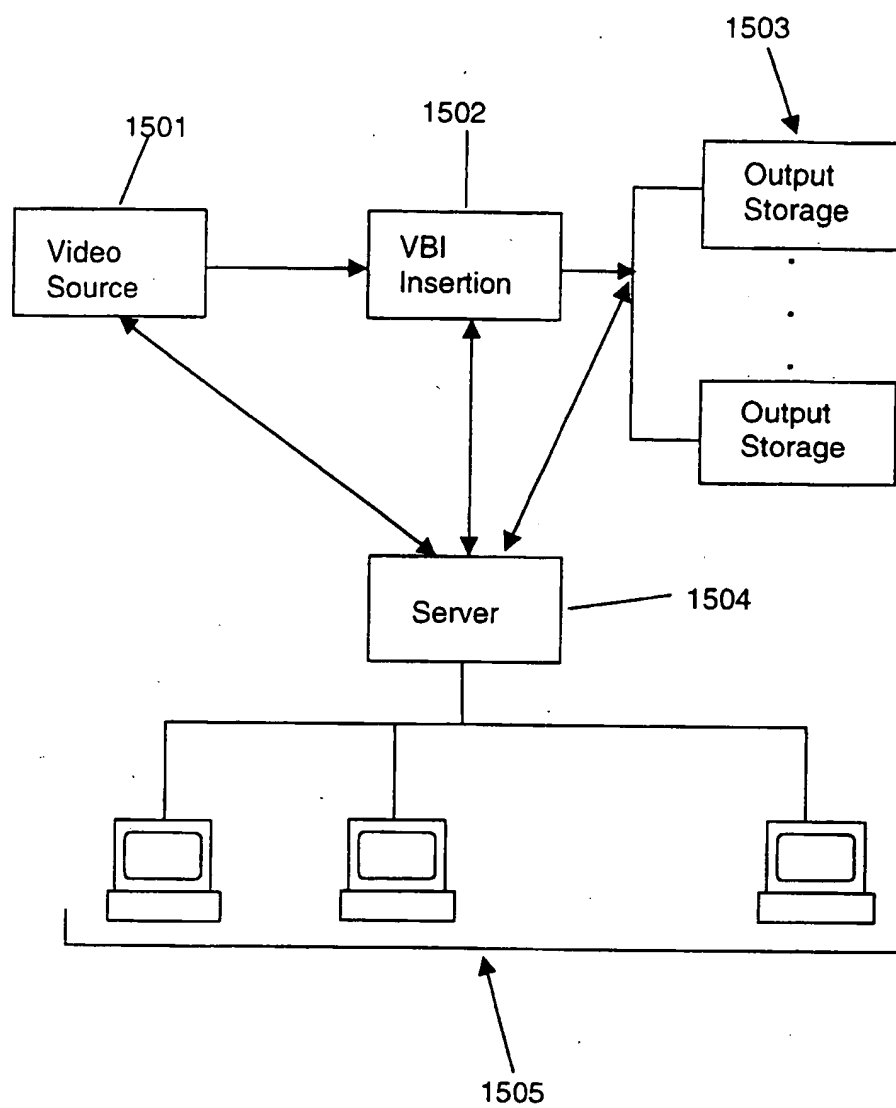 1503
1501
1502
Output
Storage
Video
Source
VBI
Insertion
Output
Storage
Server
1504
1505